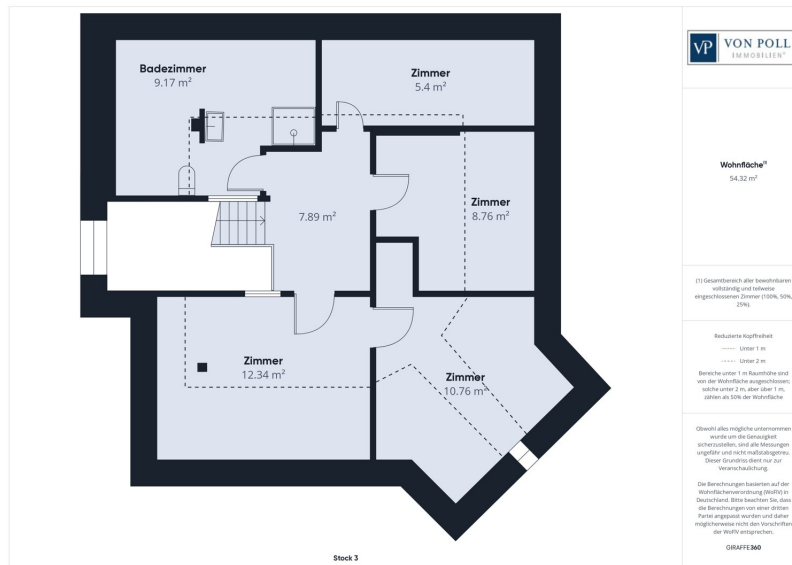 Badezimmer
9.17 m²
Zimmer
5.4 m²
Zimmer
8.76 m²
7.89 m²
Zimmer
12.34 m²
Zimmer
10.76 m²
Stock 3
VP VON POLL
IMMOBILIEN®
Wohnfläche⁽¹⁾
54.32 m²
(1) Gesamtbereich aller bewohnbaren
vollständig und teilweise
eingeschlossenen Zimmer (100%, 50%,
25%).
Reduzierte Kopffreiheit
Unter 1 m
Unter 2 m
Bereiche unter 1 m Raumhöhe sind
von der Wohnfläche ausgeschlossen;
solche unter 2 m, aber über 1 m,
zählen als 50% der Wohnfläche
Obwohl alles mögliche unternommen
wurde um die Genauigkeit
sicherzustellen, sind alle Messungen
ungefähr und nicht maßstabsgetreu.
Dieser Grundriss dient nur zur
Veranschaulichung.
Die Berechnungen basierten auf der
Wohnflächenverordnung (WoFlV) in
Deutschland. Bitte beachten Sie, dass
die Berechnungen von einer dritten
Partei angepasst wurden und daher
möglicherweise nicht den Vorschriften
der WoFlV entsprechen.
GIRAFFE360